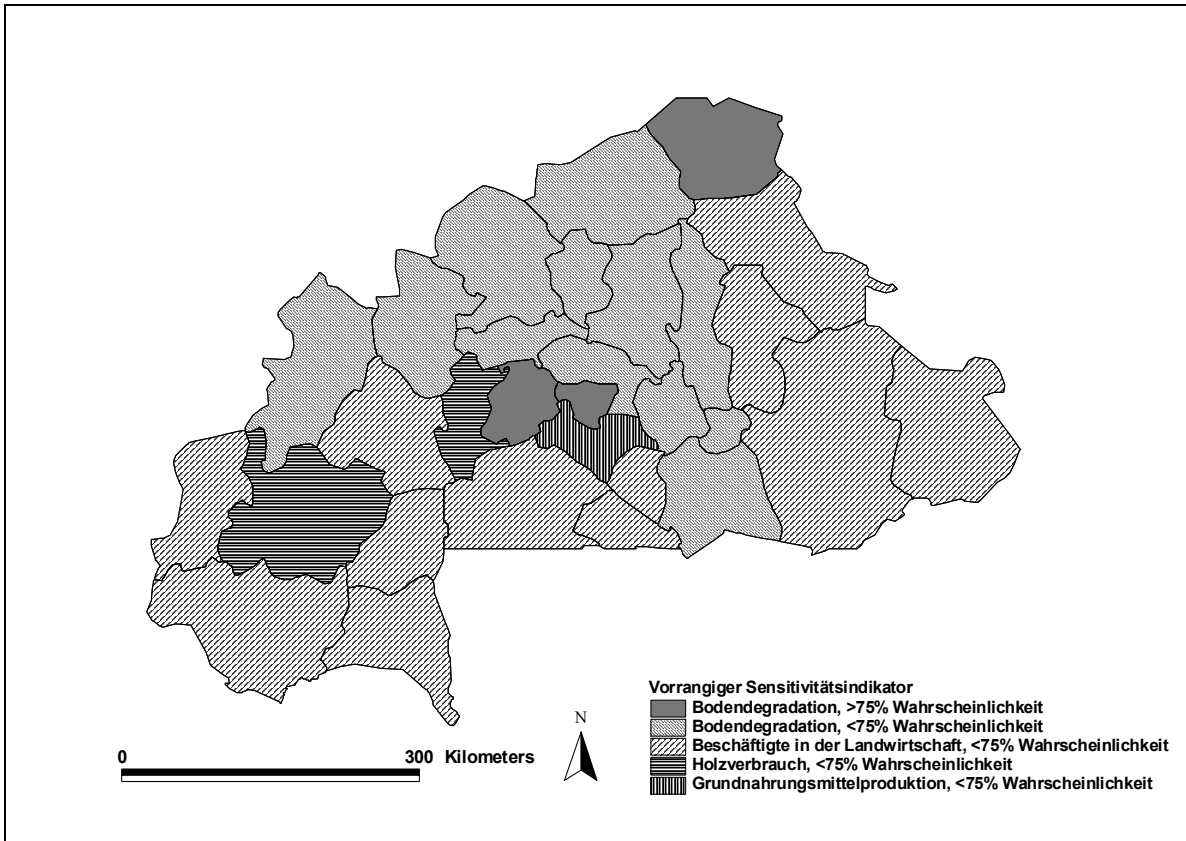 Vorrangiger Sensitivitätsindikator
Bodendegradation, >75% Wahrscheinlichkeit
Bodendegradation, <75% Wahrscheinlichkeit
Beschäftigte in der Landwirtschaft, <75% Wahrscheinlichkeit
Holzverbrauch, <75% Wahrscheinlichkeit
Grundnahrungsmittelproduktion, <75% Wahrscheinlichkeit
0 300 Kilometers
N